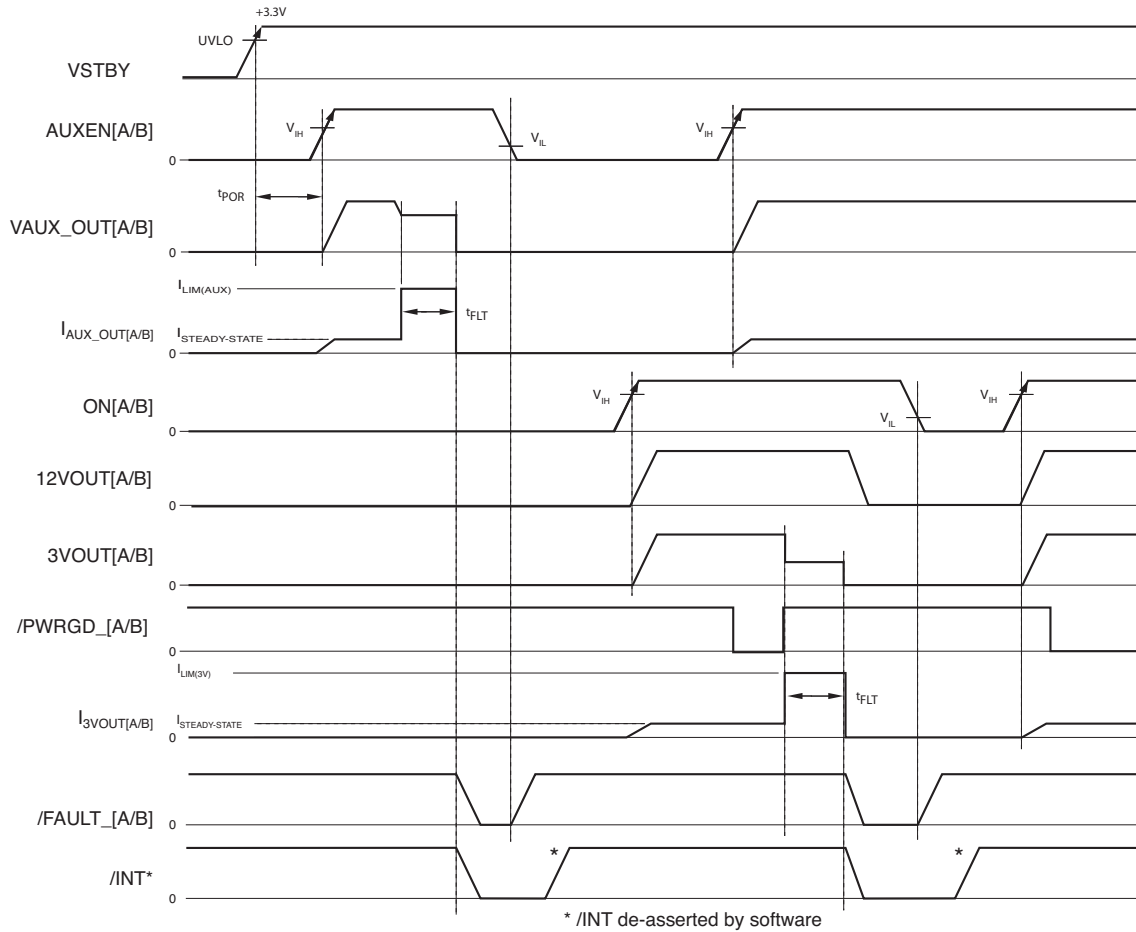 +3.3V
UVLO
VSTBY
AUXEN[A/B]
VIH
VIL
VIH
0
tPOR
VAUX_OUT[A/B]
0
ILIM(AUX)
tFLT
IAUX_OUT[A/B]
ISTEADY-STATE
0
ON[A/B]
VIH
VIL
VIH
0
12VOUT[A/B]
0
3VOUT[A/B]
0
/PWRGD_[A/B]
0
ILIM(3V)
tFLT
I3VOUT[A/B]
ISTEADY-STATE
0
/FAULT_[A/B]
0
* *
/INT*
0
* /INT de-asserted by software